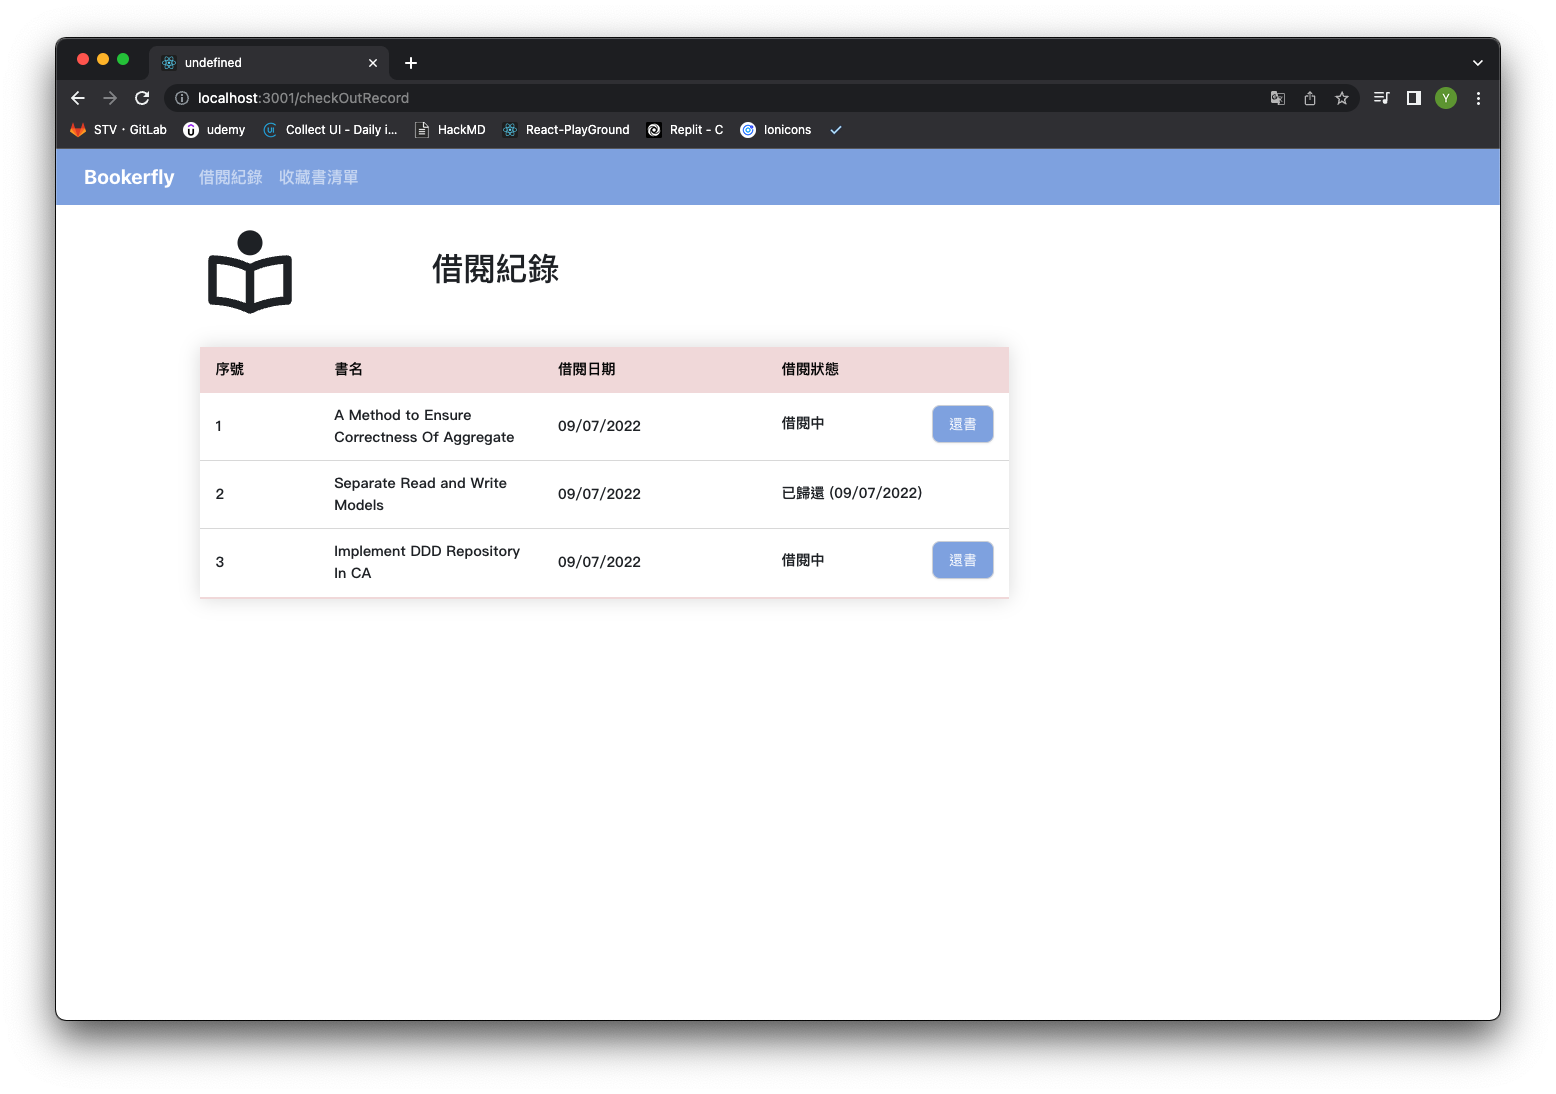 undefined
localhost:3001/checkOutRecord
Y
STV · GitLab udemy Collect UI - Daily i... HackMD React-PlayGround Replit - C Ionicons
Bookerfly 借閱紀錄 收藏書清單
借閱紀錄
序號 書名 借閱日期 借閱狀態
1 A Method to Ensure Correctness Of Aggregate 09/07/2022 借閱中 還書
2 Separate Read and Write Models 09/07/2022 已歸還 (09/07/2022)
3 Implement DDD Repository In CA 09/07/2022 借閱中 還書